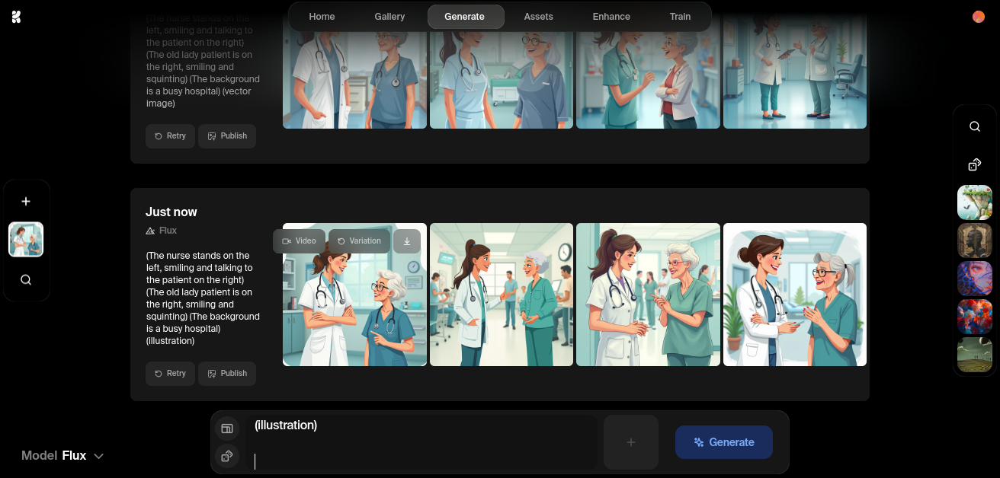 Home
Gallery
Generate
Assets
Enhance
Train
(The nurse stands on the
left, smiling and talking to
the patient on the right)
(The old lady patient is on
the right, smiling and
squinting) (The background
is a busy hospital) (vector
image)
Retry
Publish
Just now
Flux
(The nurse stands on the
left, smiling and talking to
the patient on the right)
(The old lady patient is on
the right, smiling and
squinting) (The background
is a busy hospital)
(illustration)
Video
Variation
Retry
Publish
(illustration)
Generate
Model Flux